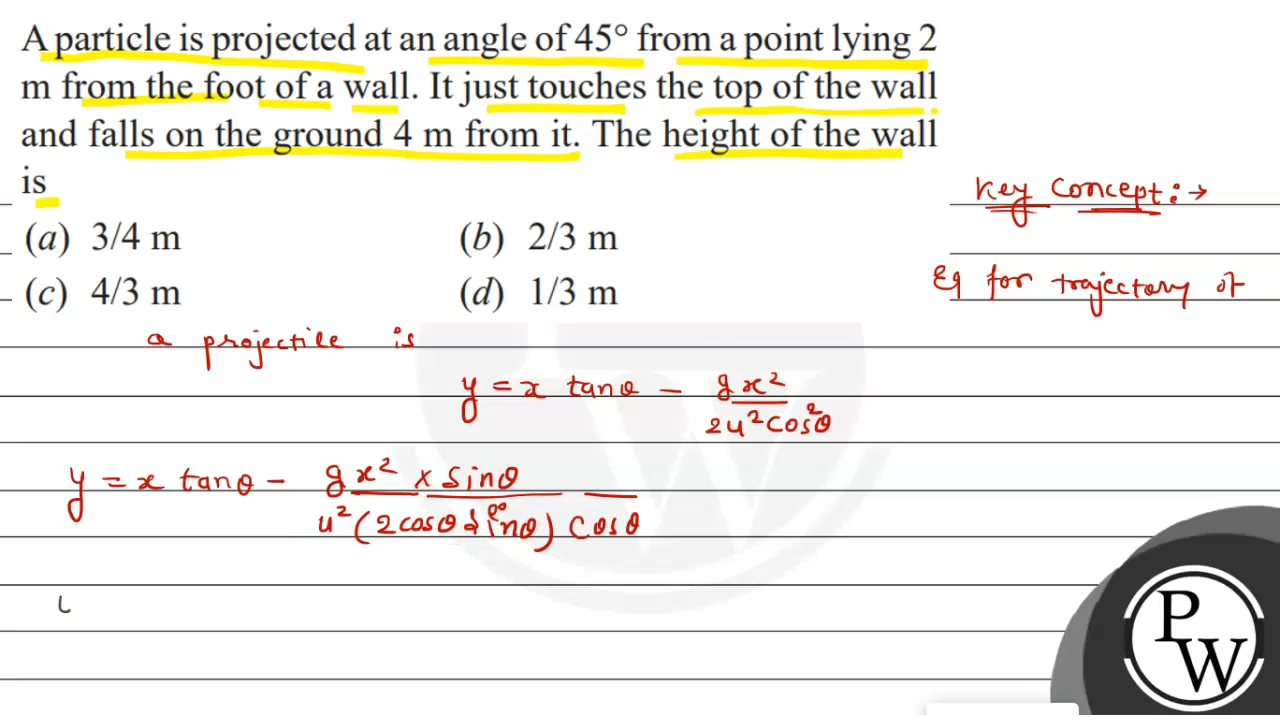 A particle is projected at an angle of 45° from a point lying 2
m from the foot of a wall. It just touches the top of the wall
and falls on the ground 4 m from it. The height of the wall
is
(a) 3/4 m (b) 2/3 m
(c) 4/3 m (d) 1/3 m
Key Concept :→
Eq for trajectory of
a projectile is
y = x tanθ − gx²/2u²cos²θ
y = x tanθ − gx² × sinθ/u²(2cosθ sinθ) cosθ
PW